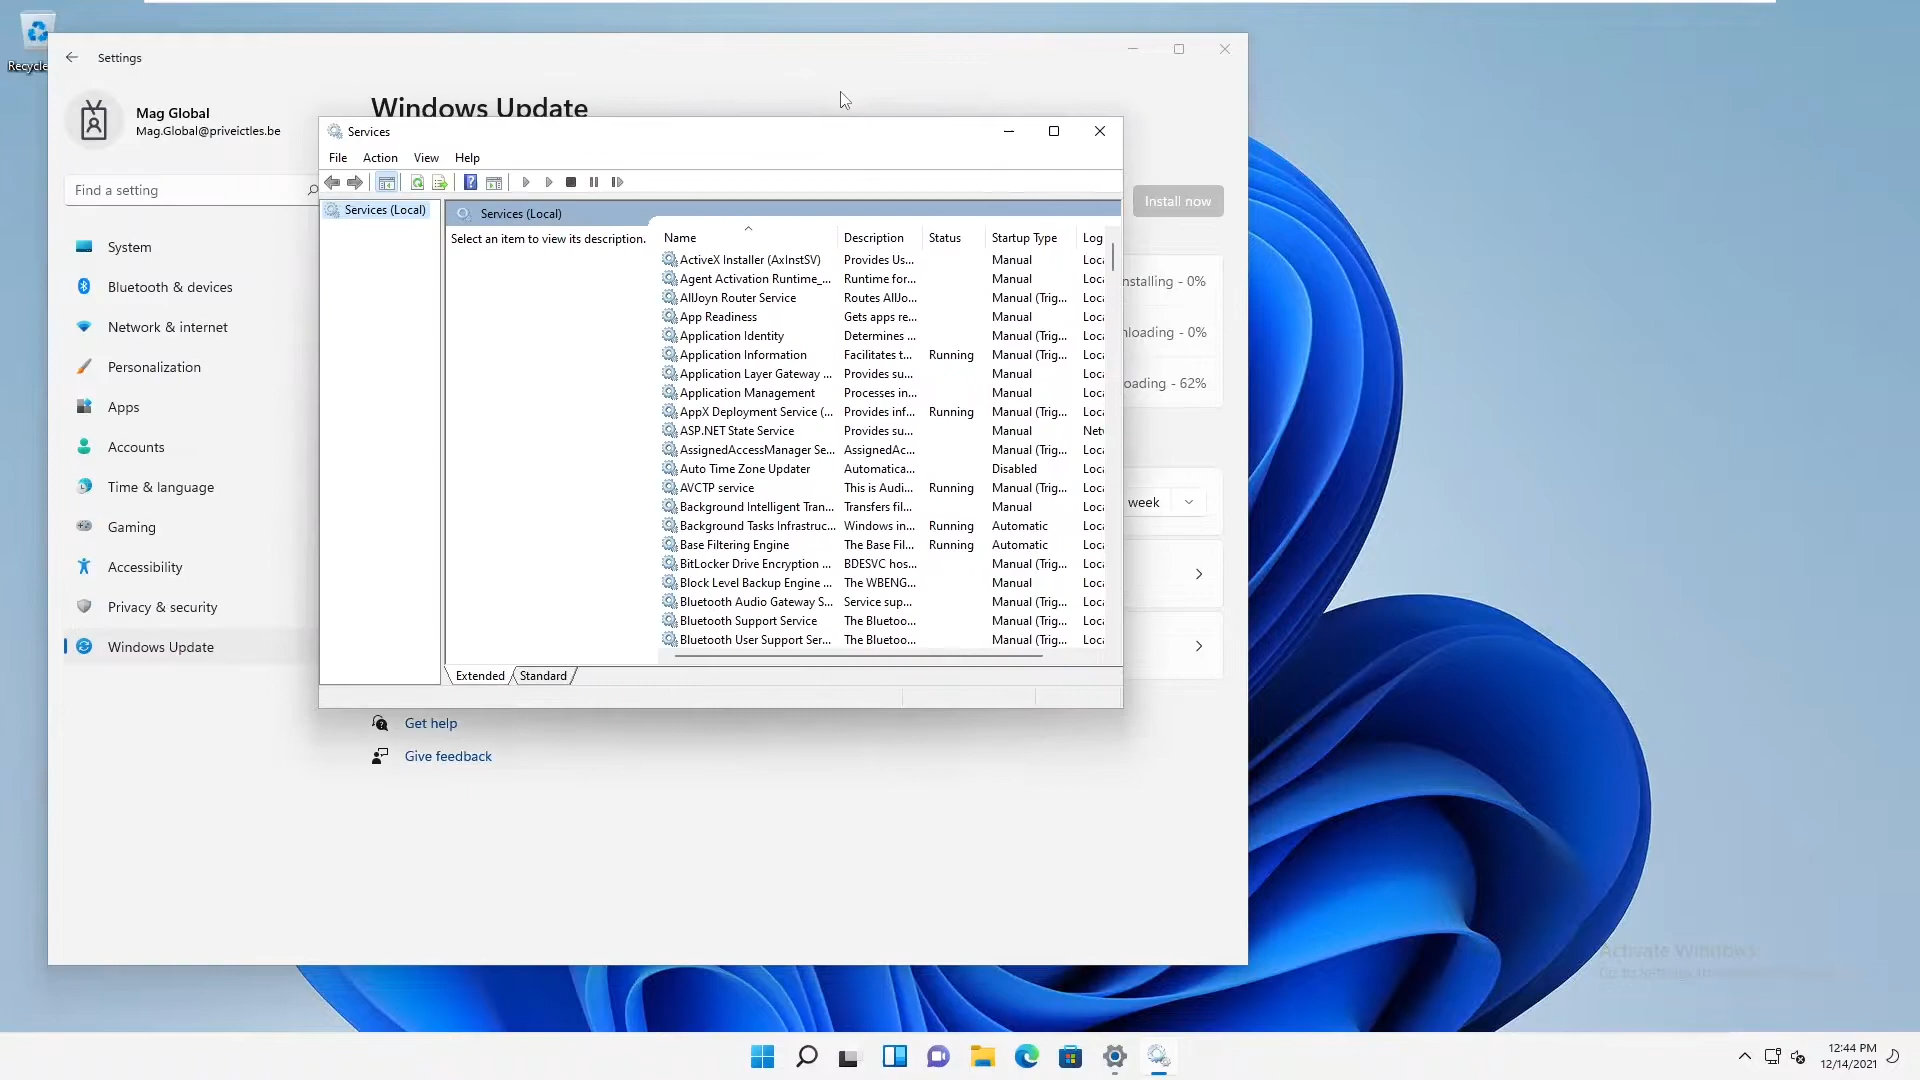 Recycle
Settings
Mag Global
Mag.Global@priveictles.be
Find a setting
System
Bluetooth & devices
Network & internet
Personalization
Apps
Accounts
Time & language
Gaming
Accessibility
Privacy & security
Windows Update
Windows Update
Install now
nstalling - 0%
loading - 0%
oading - 62%
week
Get help
Give feedback
Services
File Action View Help
Services (Local)
Services (Local)
Select an item to view its description.
Name Description Status Startup Type Log
ActiveX Installer (AxInstSV) Provides Us... Manual Loca
Agent Activation Runtime_... Runtime for... Manual Loca
AllJoyn Router Service Routes AllJo... Manual (Trig... Loca
App Readiness Gets apps re... Manual Loca
Application Identity Determines ... Manual (Trig... Loca
Application Information Facilitates t... Running Manual (Trig... Loca
Application Layer Gateway ... Provides su... Manual Loca
Application Management Processes in... Manual Loca
AppX Deployment Service (... Provides inf... Running Manual (Trig... Loca
ASP.NET State Service Provides su... Manual Net
AssignedAccessManager Se... AssignedAc... Manual (Trig... Loca
Auto Time Zone Updater Automatica... Disabled Loca
AVCTP service This is Audi... Running Manual (Trig... Loca
Background Intelligent Tran... Transfers fil... Manual Loca
Background Tasks Infrastruc... Windows in... Running Automatic Loca
Base Filtering Engine The Base Fil... Running Automatic Loca
BitLocker Drive Encryption ... BDESVC hos... Manual (Trig... Loca
Block Level Backup Engine ... The WBENG... Manual Loca
Bluetooth Audio Gateway S... Service sup... Manual (Trig... Loca
Bluetooth Support Service The Bluetoo... Manual (Trig... Loca
Bluetooth User Support Ser... The Bluetoo... Manual (Trig... Loca
Extended Standard
Activate Windows
12:44 PM
12/14/2021